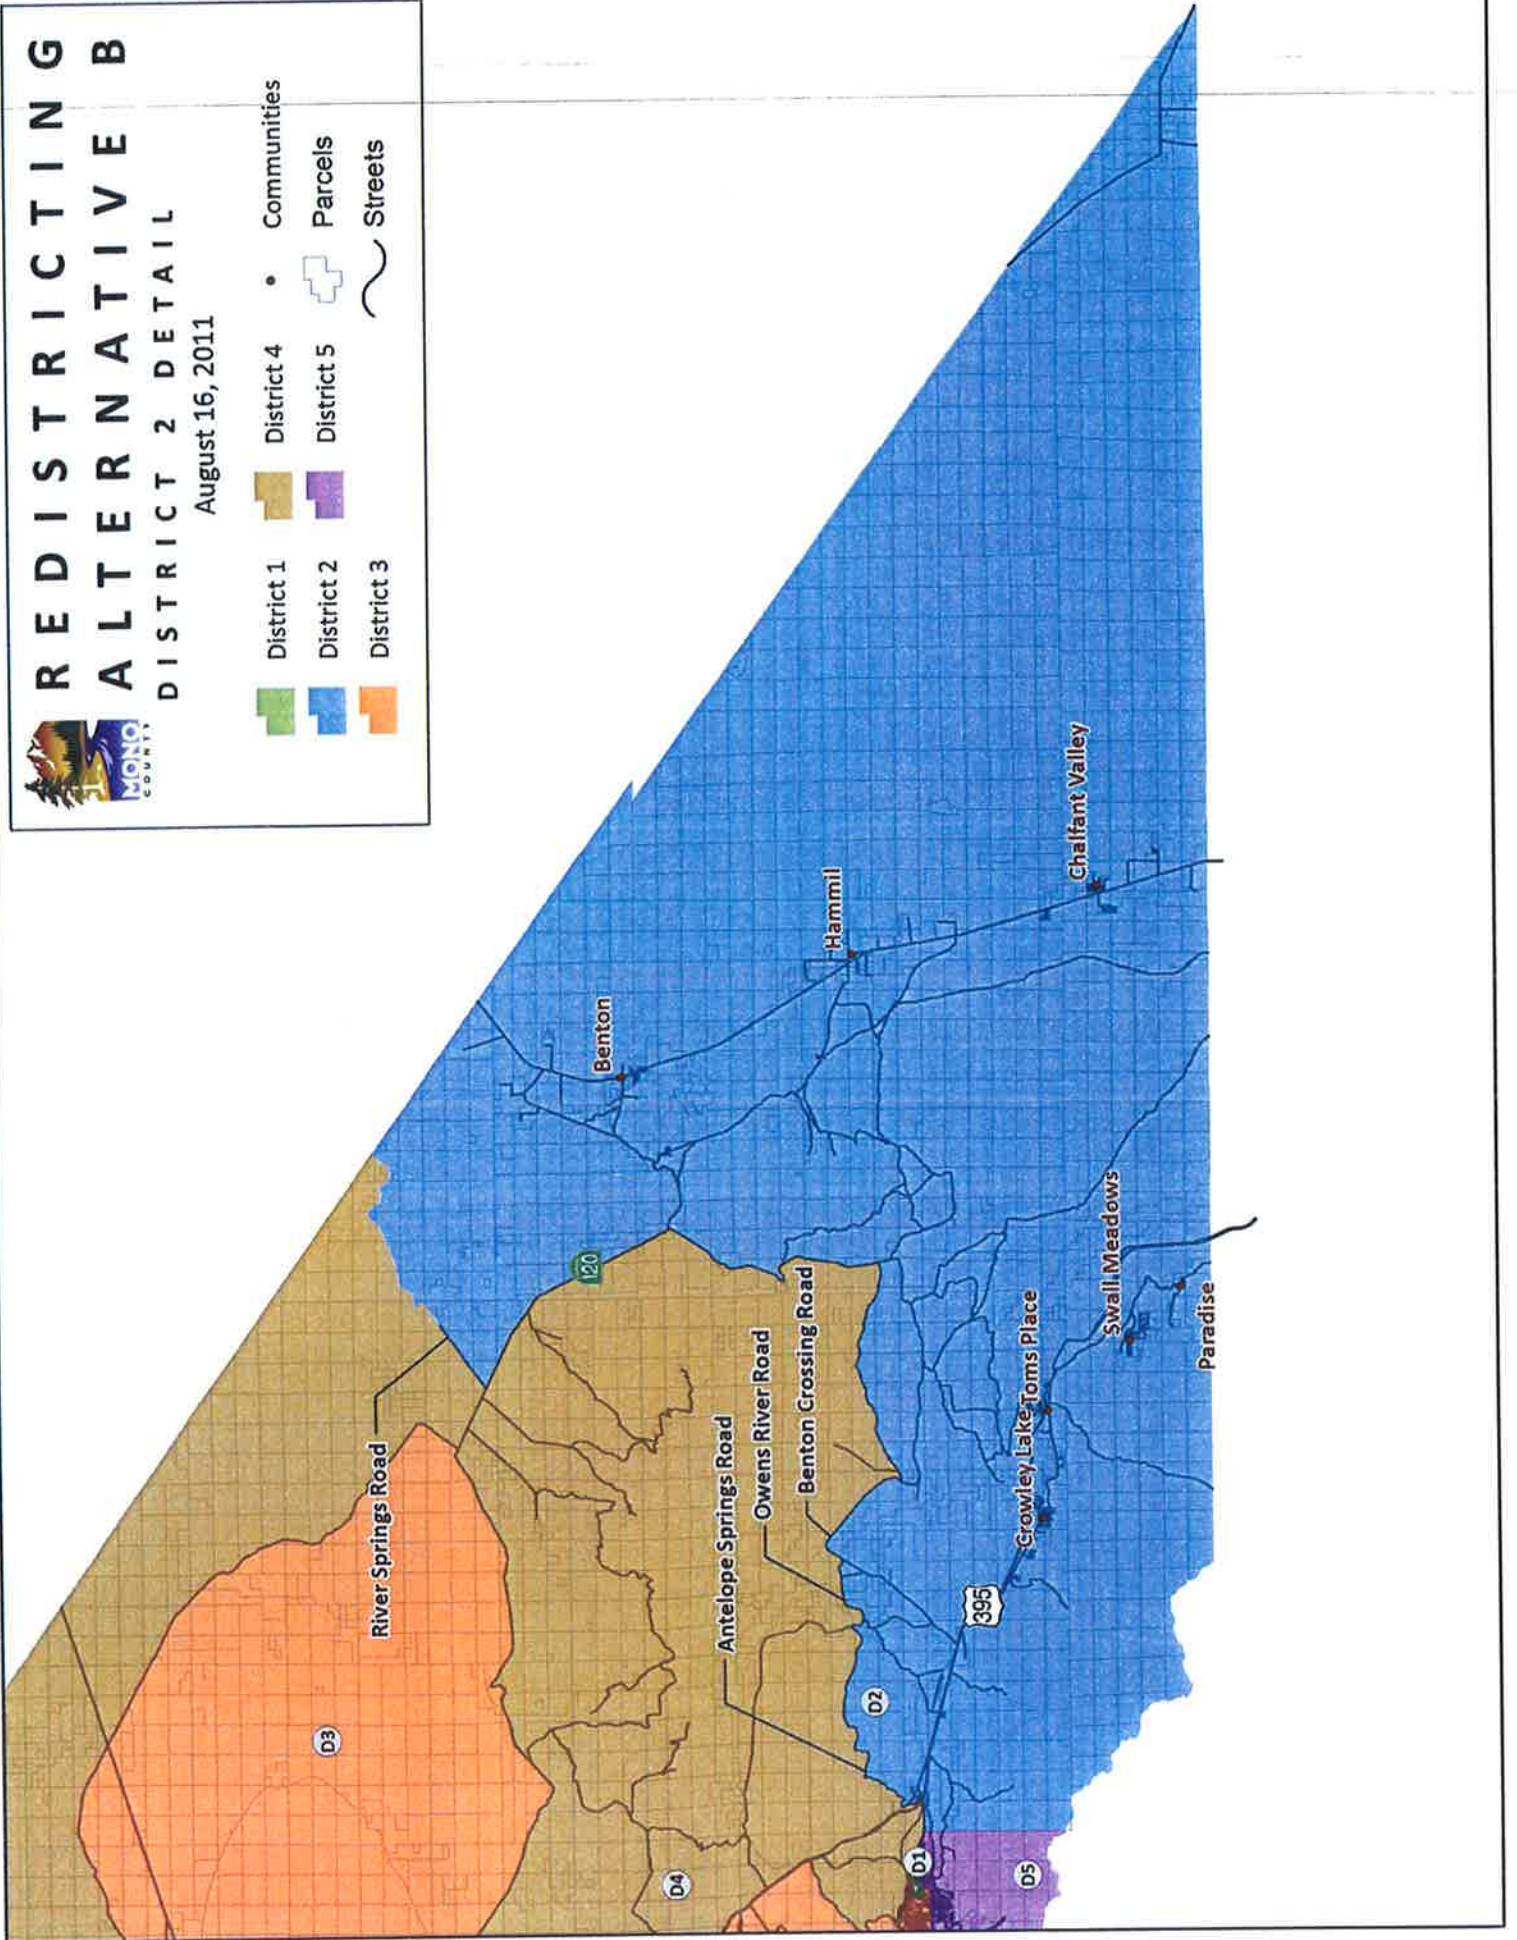 REDISTRICTING
ALTERNATIVE B
DISTRICT 2 DETAIL
August 16, 2011
MONO
COUNTY
District 1
District 2
District 3
District 4
District 5
Communities
Parcels
Streets
River Springs Road
120
Benton
Hammil
Chalfant Valley
Antelope Springs Road
Owens River Road
Benton Crossing Road
Crowley Lake
Toms Place
Swall Meadows
Paradise
395
D3
D4
D2
D1
D5